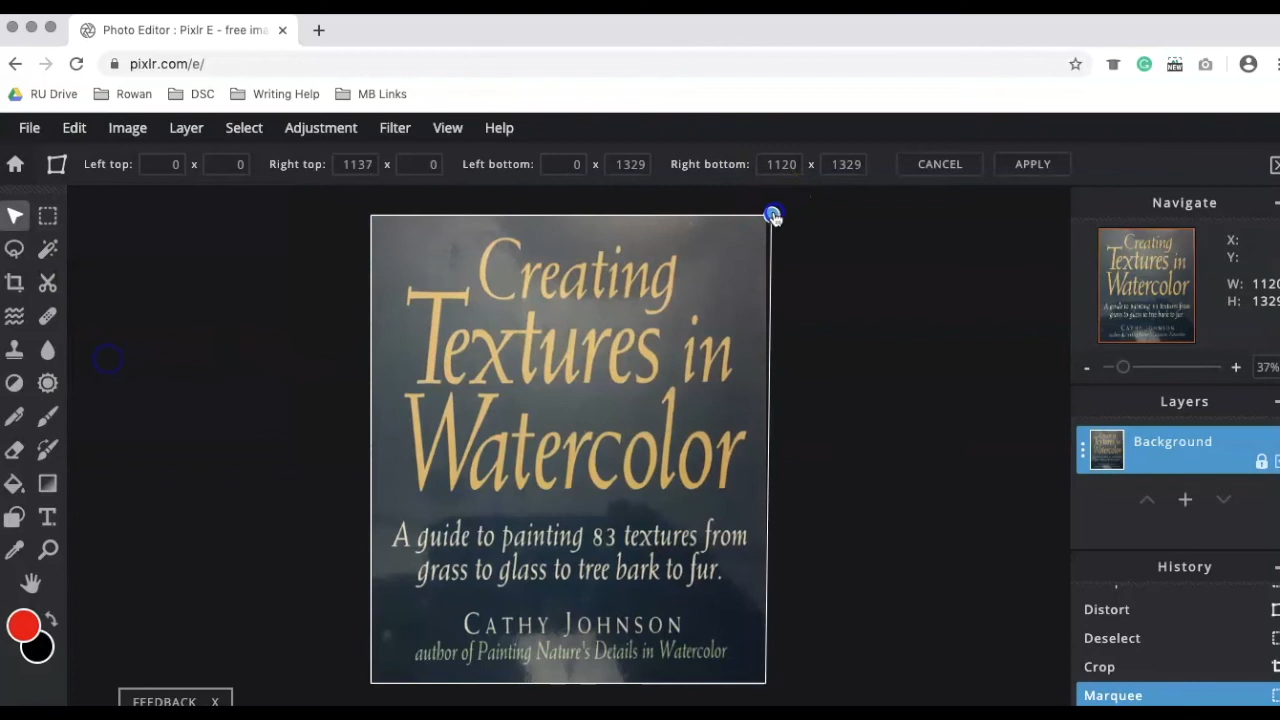 Photo Editor : Pixlr E - free ima
pixlr.com/e/
NEW
RU Drive Rowan DSC Writing Help MB Links
File Edit Image Layer Select Adjustment Filter View Help
Left top: 0 x 0 Right top: 1137 x 0 Left bottom: 0 x 1329 Right bottom: 1120 x 1329 CANCEL APPLY
Navigate
X:
Y:
W: 1120
H: 1329
- + 37%
Layers
Background
History
Distort
Deselect
Crop
Marquee
Creating
Textures in
Watercolor
A guide to painting 83 textures from
grass to glass to tree bark to fur.
CATHY JOHNSON
author of Painting Nature's Details in Watercolor
FEEDBACK X